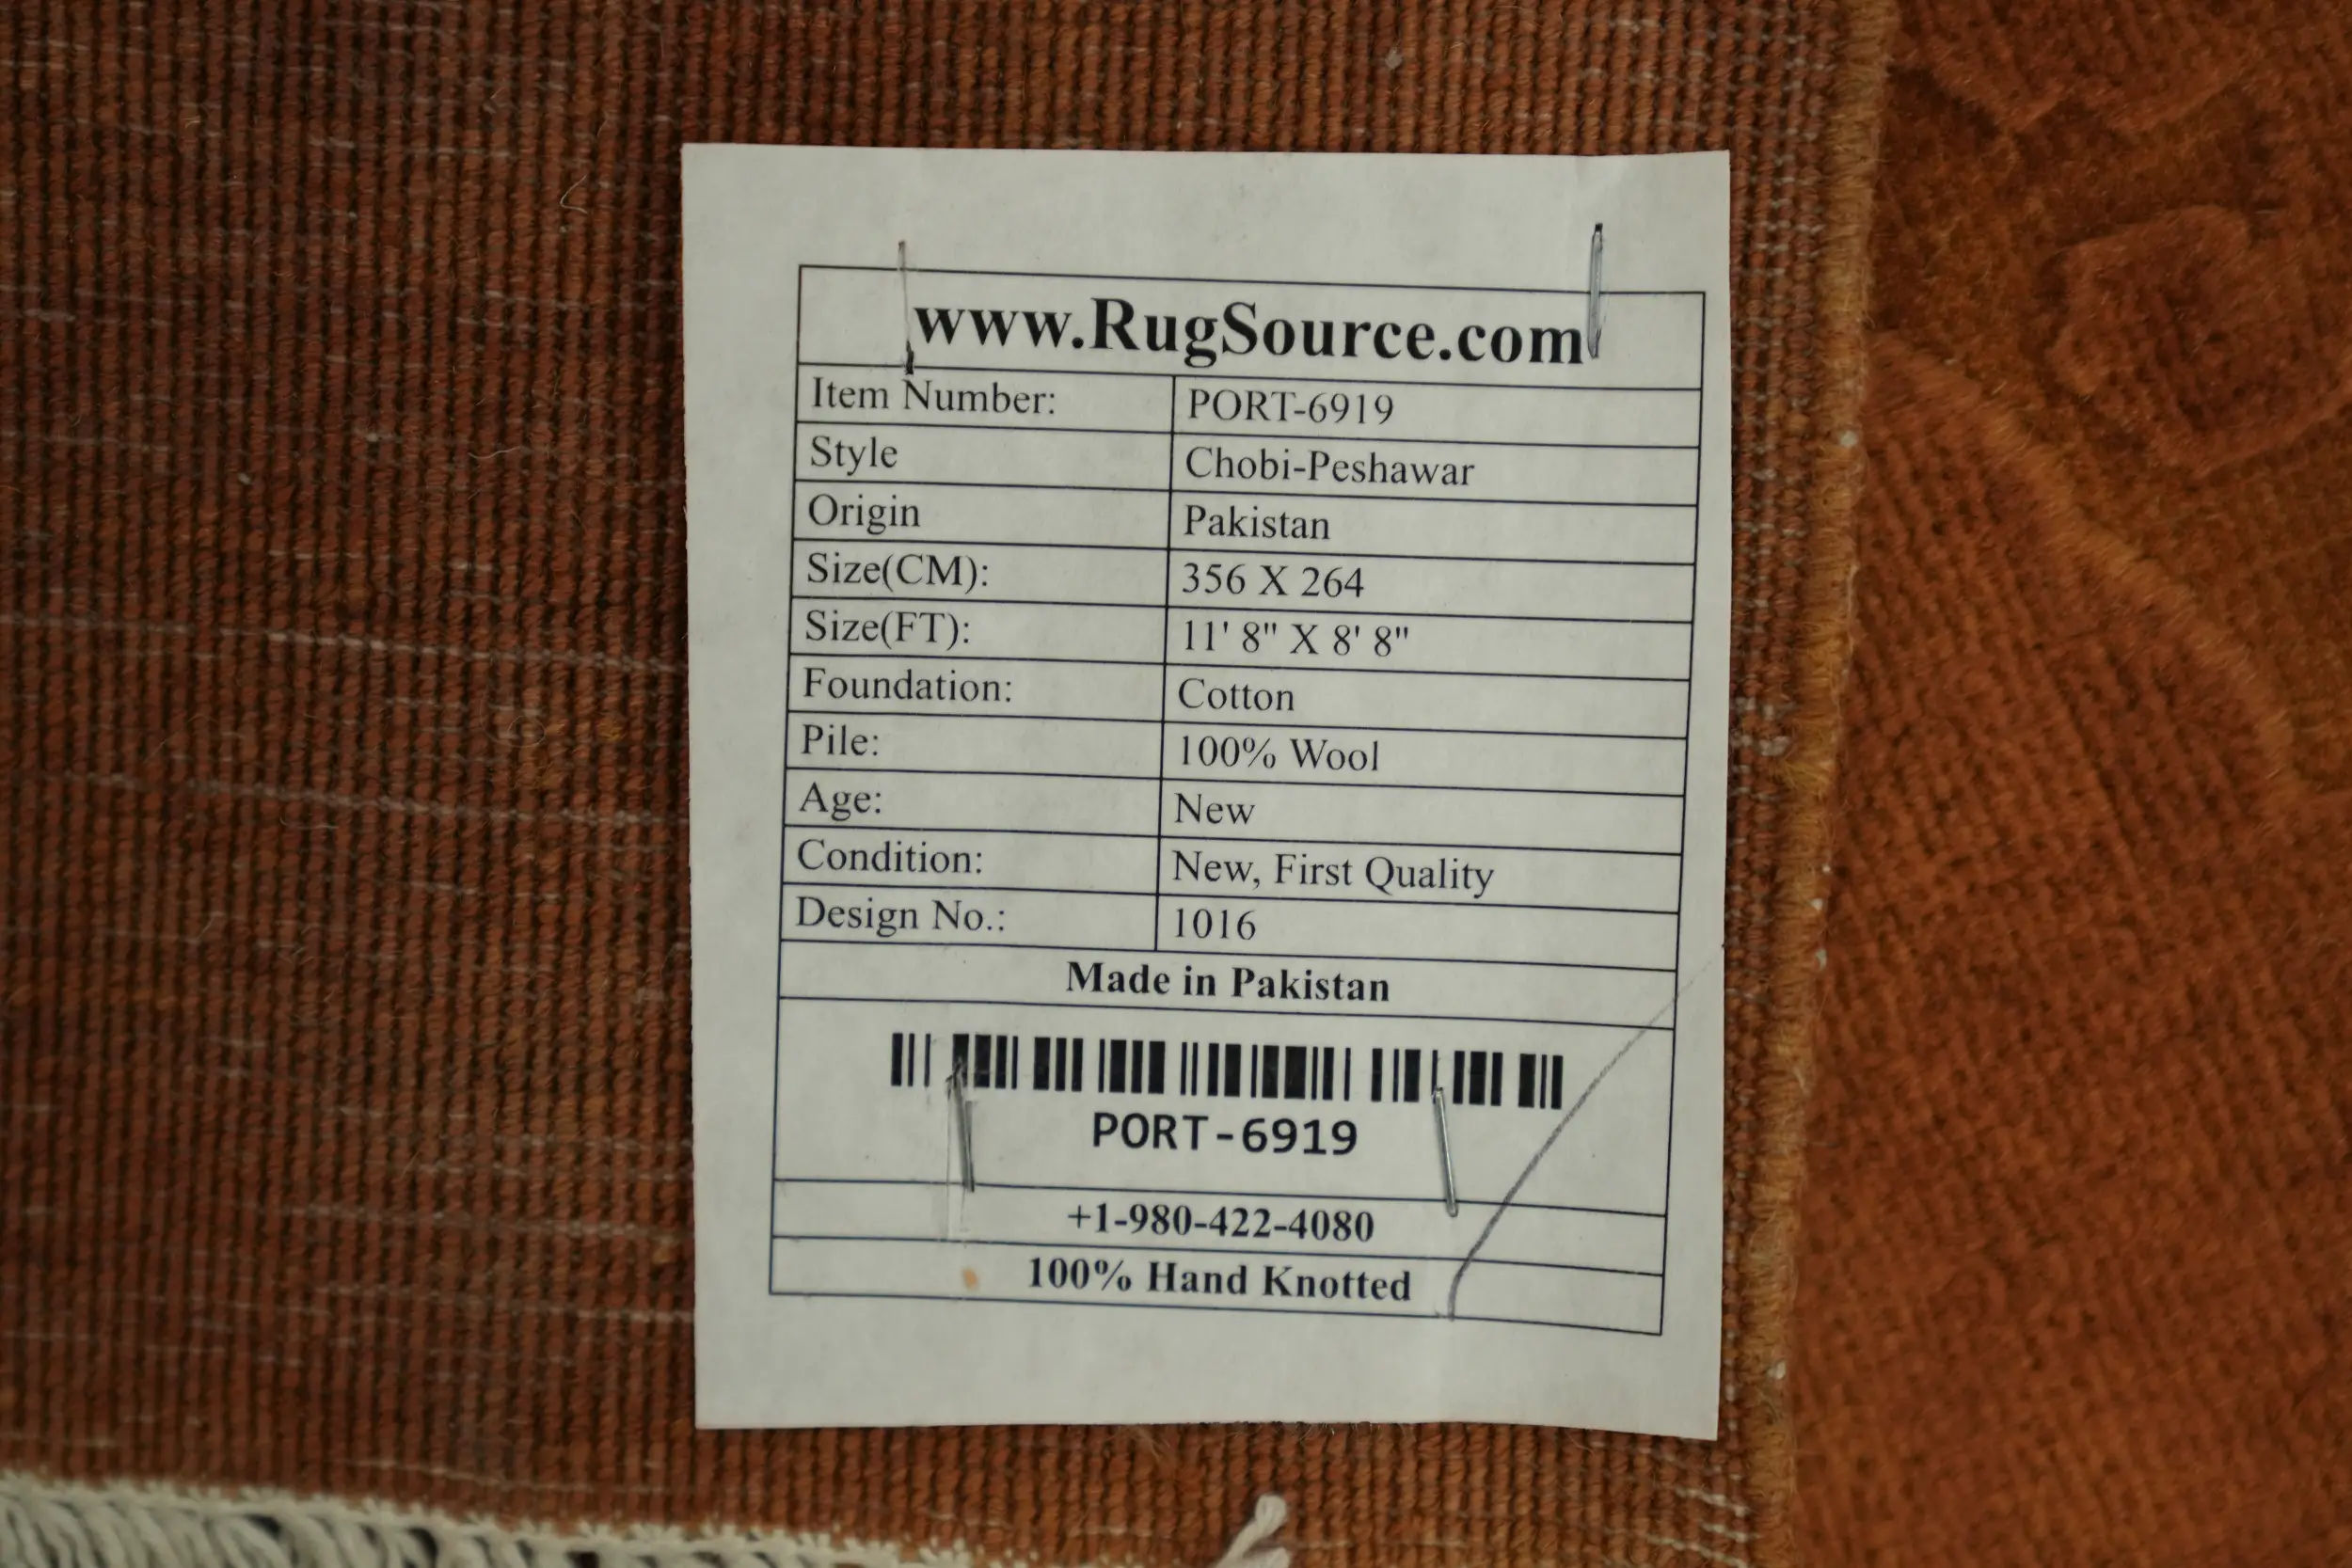 www.RugSource.com
Item Number: PORT-6919
Style Chobi-Peshawar
Origin Pakistan
Size(CM): 356 X 264
Size(FT): 11' 8" X 8' 8"
Foundation: Cotton
Pile: 100% Wool
Age: New
Condition: New, First Quality
Design No.: 1016
Made in Pakistan
PORT-6919
+1-980-422-4080
100% Hand Knotted